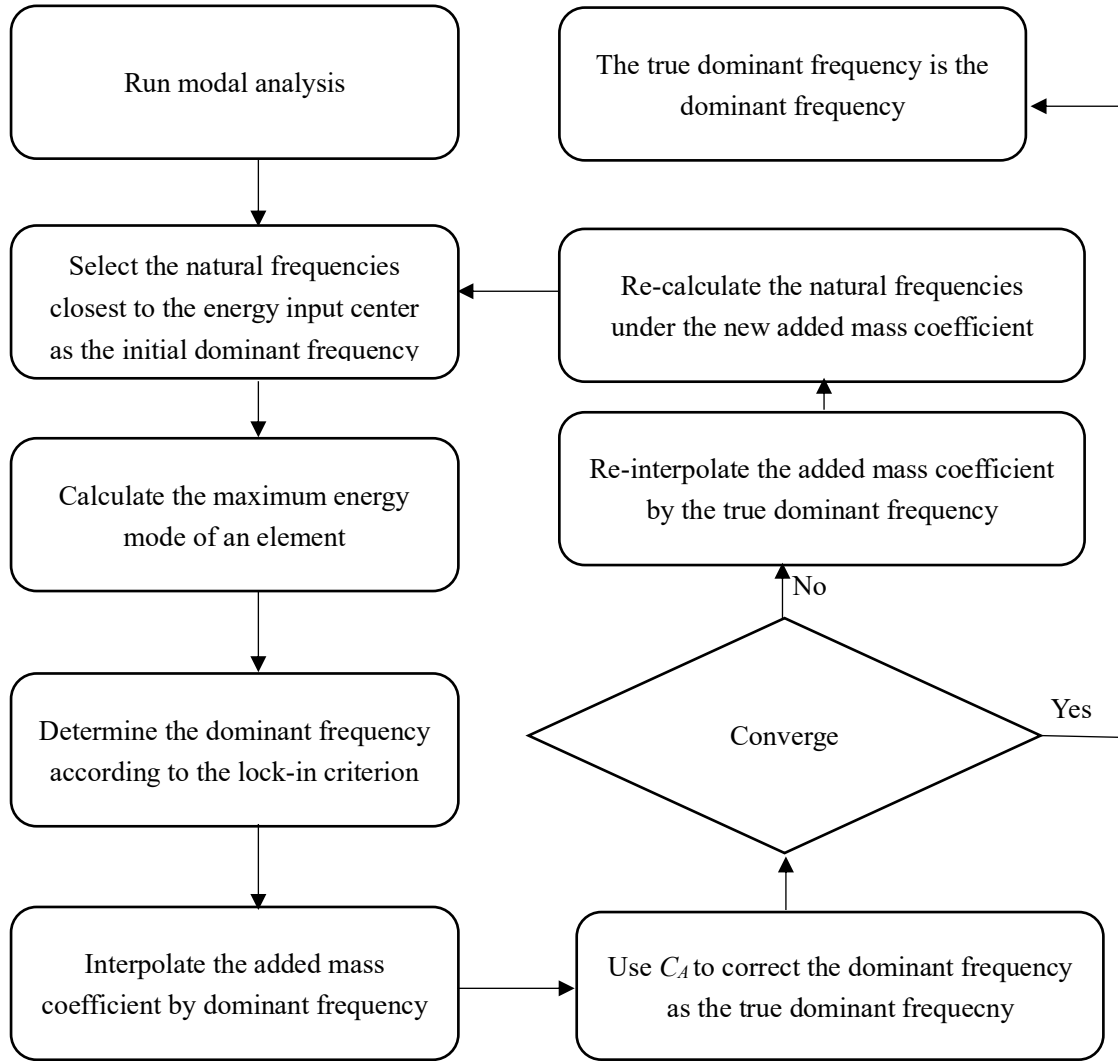 Run modal analysis
Select the natural frequencies
closest to the energy input center
as the initial dominant frequency
Calculate the maximum energy
mode of an element
Determine the dominant frequency
according to the lock-in criterion
Interpolate the added mass
coefficient by dominant frequency
Use C_A to correct the dominant frequency
as the true dominant frequecny
Converge
Yes
No
Re-interpolate the added mass coefficient
by the true dominant frequency
Re-calculate the natural frequencies
under the new added mass coefficient
The true dominant frequency is the
dominant frequency